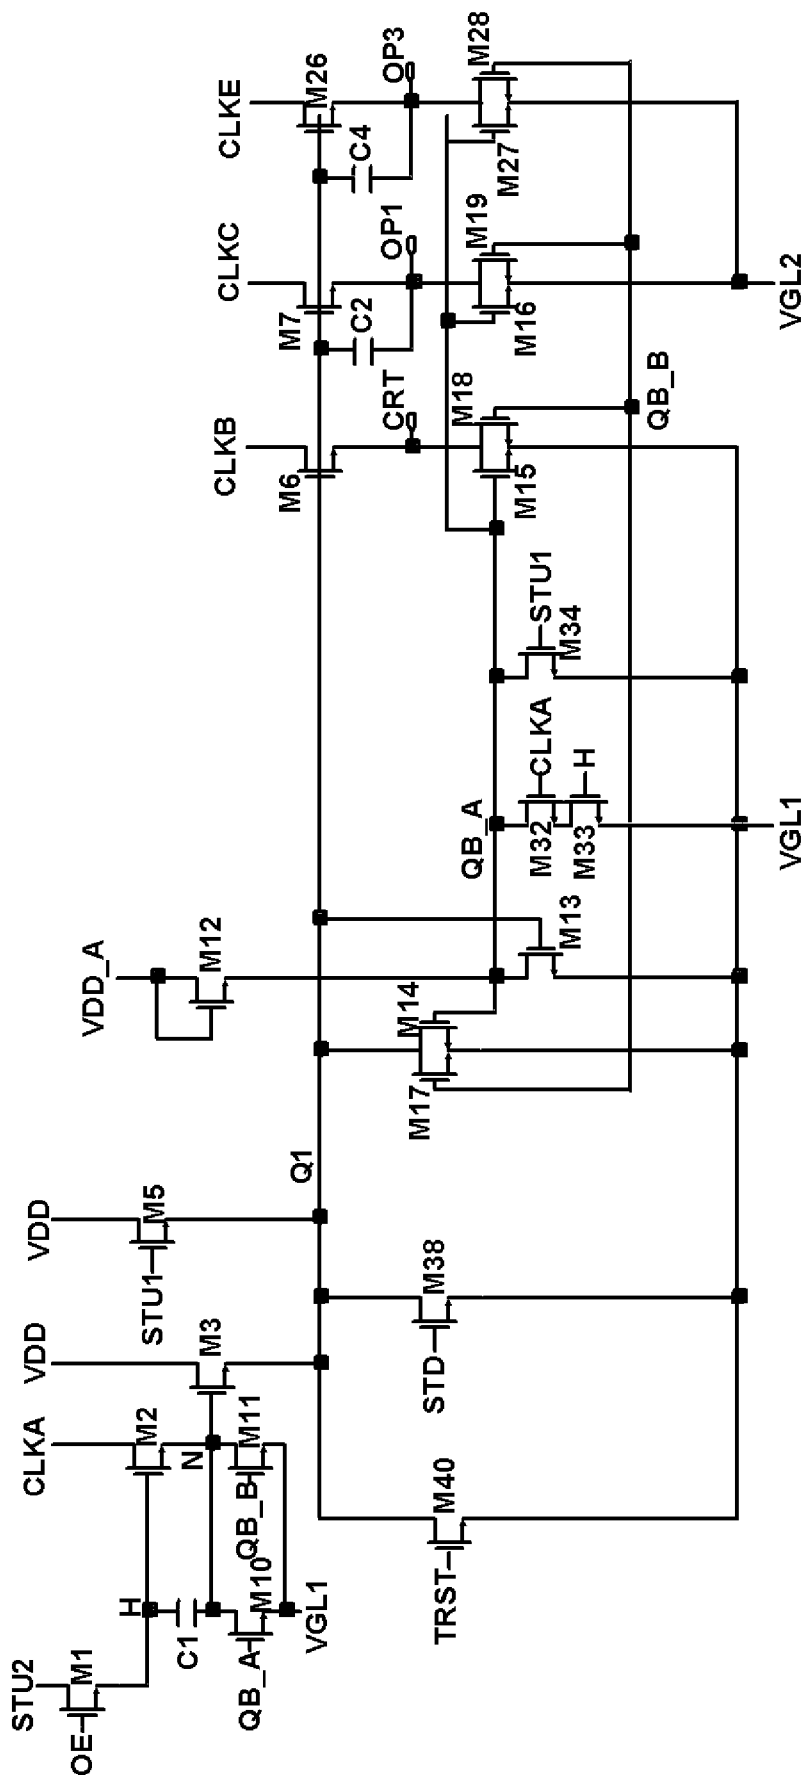 STU2
OE
M1
H
C1
QB_A
M10
VGL1
CLKA
M2
N
QB_B
M11
VDD
M3
VDD
STU1
M5
Q1
TRST
M40
STD
M38
VDD_A
M12
M17
M14
M13
QB_A
M32
CLKA
M33
H
VGL1
STU1
M34
CLKB
M6
CRT
M15
M18
QB_B
CLKC
M7
C2
OP1
M16
M19
VGL2
CLKE
M26
C4
OP3
M27
M28